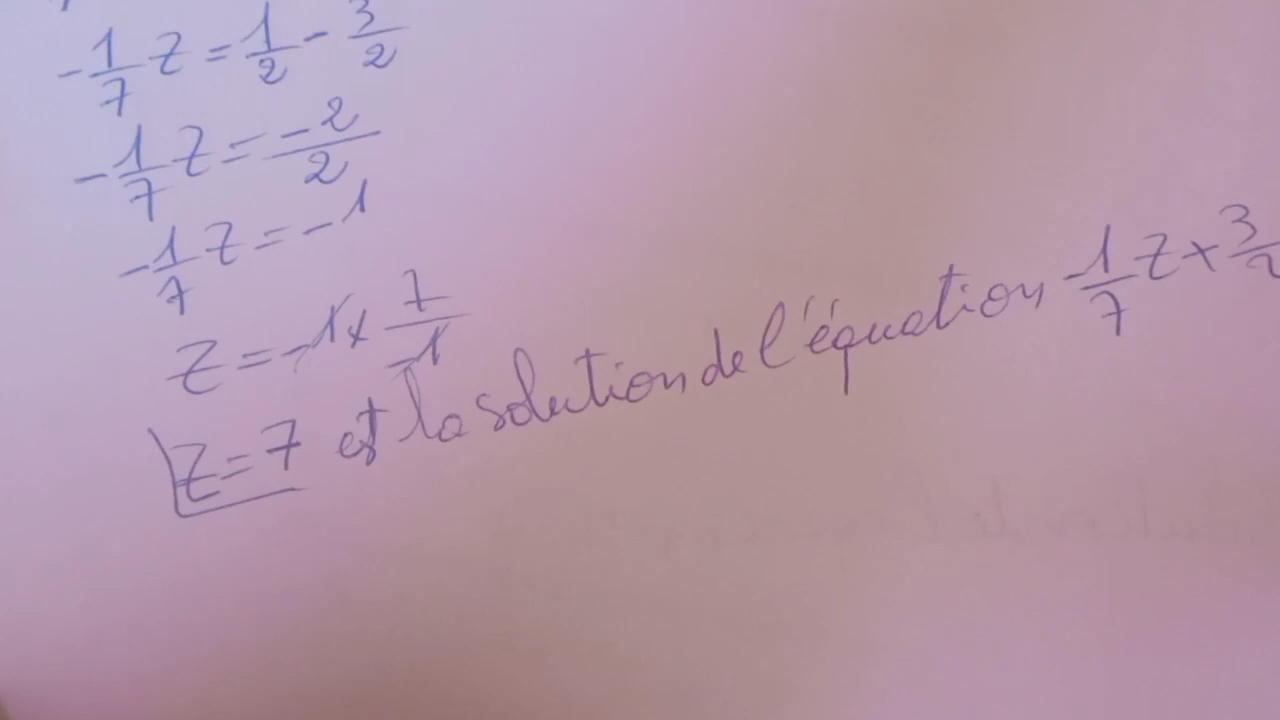 -1/7 z = 1/2 - 3/2
-1/7 z = -2/2
-1/7 z = -1
z = -1 x 7/-1
z = 7 est la solution de l'équation -1/7 z + 3/2